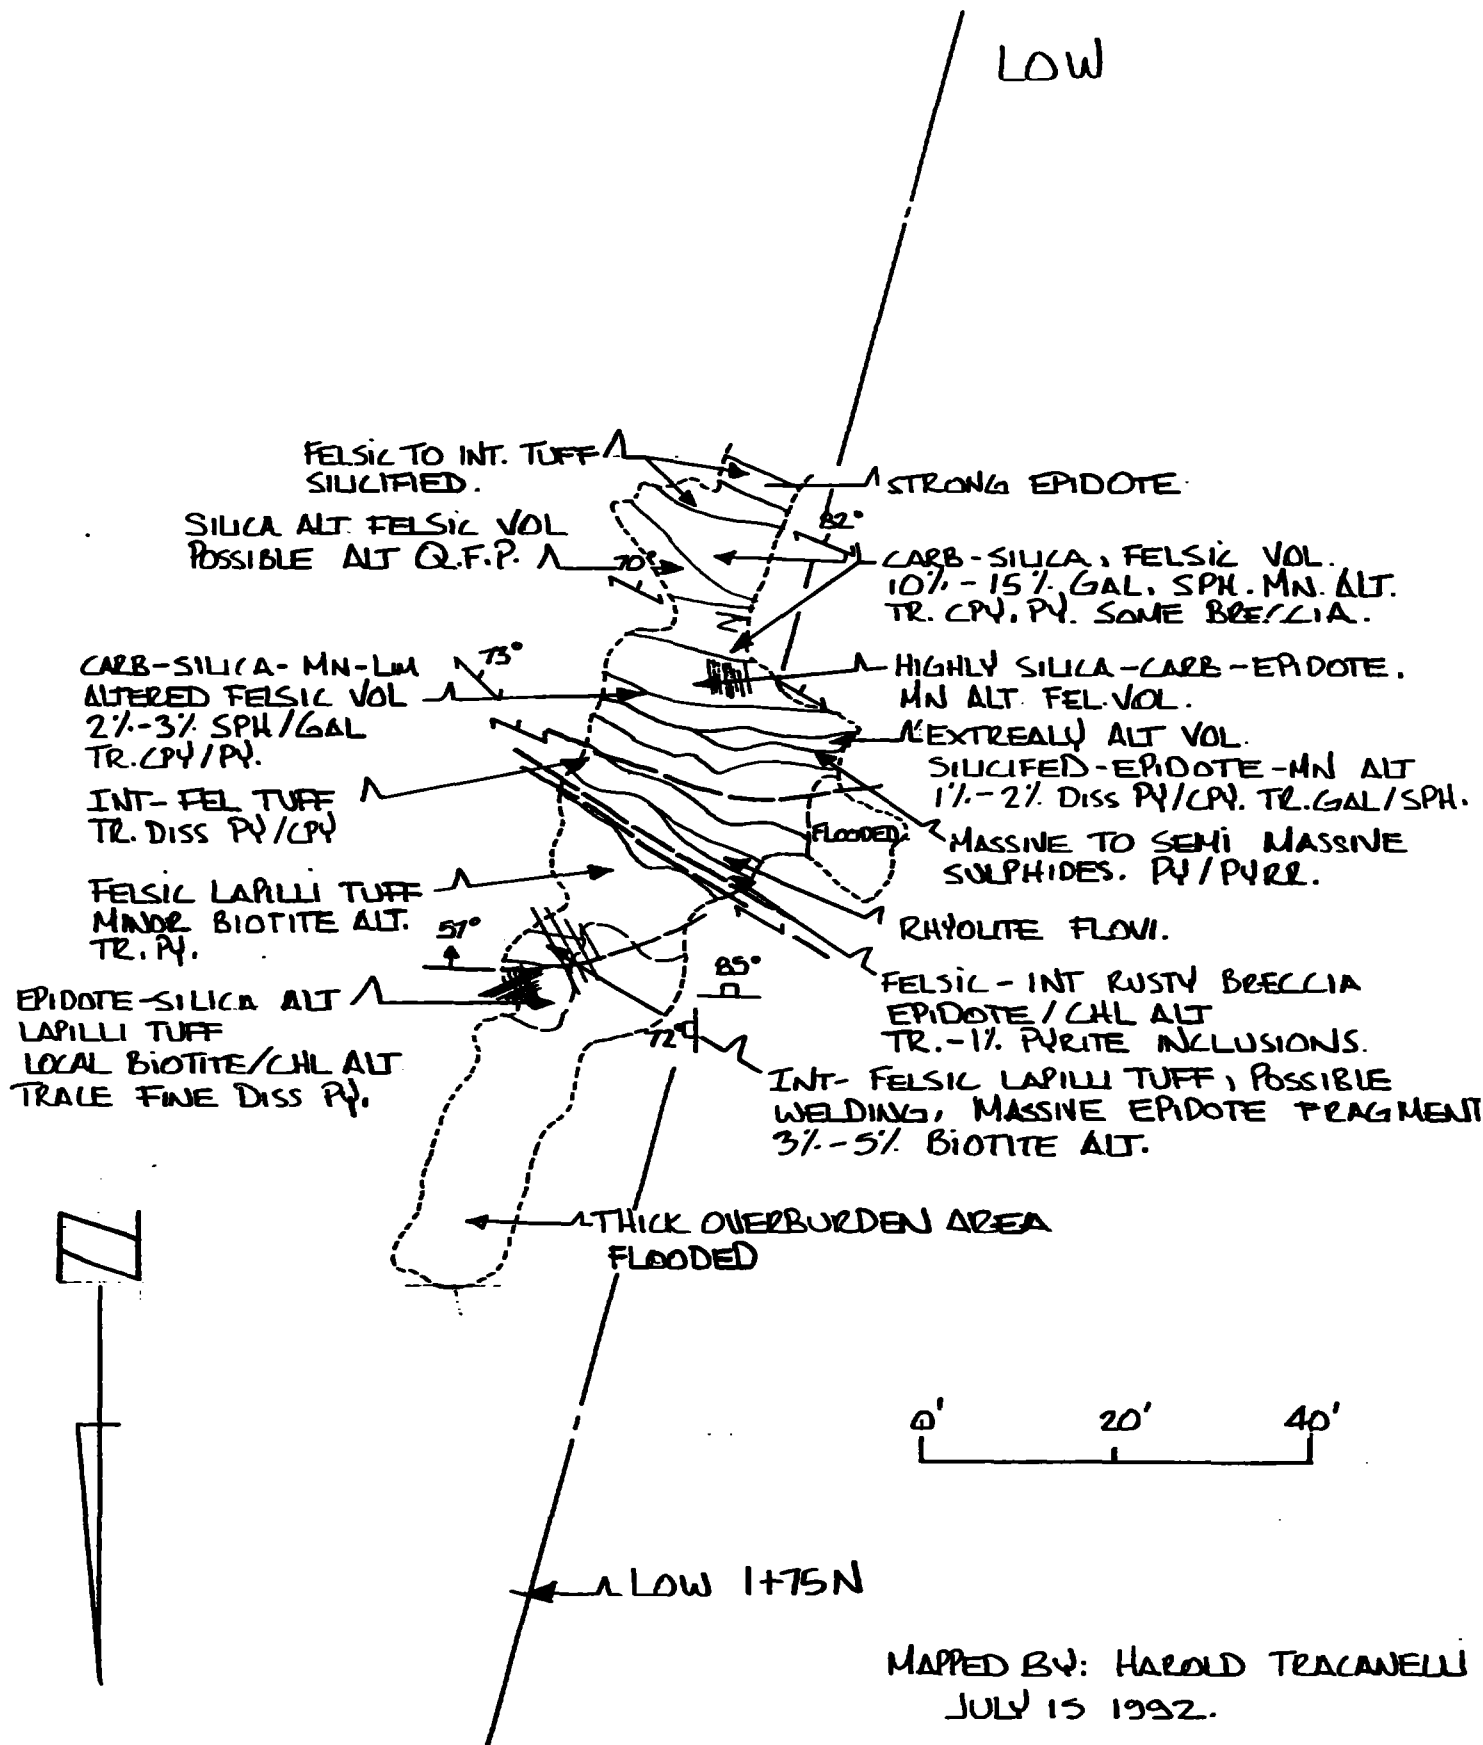 LOW
FELSIC TO INT. TUFF
SILICIFIED.
STRONG EPIDOTE
82°
SILICA ALT. FELSIC VOL
POSSIBLE ALT Q.F.P.
70°
CARB-SILICA, FELSIC VOL.
10%-15% GAL. SPH. MN. ALT.
TR. CPY. PY. SOME BRECCIA.
CARB-SILICA-MN-LIM
ALTERED FELSIC VOL
2%-3% SPH/GAL
TR. CPY/PY.
73°
HIGHLY SILICA-CARB-EPIDOTE.
MN ALT. FEL. VOL.
EXTREALY ALT VOL.
SILICIFED-EPIDOTE-MN ALT
1%-2% DISS PY/CPY. TR. GAL/SPH.
INT-FEL TUFF
TR. DISS PY/CPY
FLOODED
MASSIVE TO SEMI MASSIVE
SULPHIDES. PY/PYRR.
FELSIC LAPILLI TUFF
MINOR BIOTITE ALT.
TR. PY.
57°
RHYOLITE FLOW.
85°
FELSIC-INT RUSTY BRECCIA
EPIDOTE/CHL ALT
TR.-1% PYRITE INCLUSIONS.
EPIDOTE-SILICA ALT
LAPILLI TUFF
LOCAL BIOTITE/CHL ALT
TRACE FINE DISS PY.
72°
INT-FELSIC LAPILLI TUFF, POSSIBLE
WELDING, MASSIVE EPIDOTE FRAGMENT
3%-5% BIOTITE ALT.
THICK OVERBURDEN AREA
FLOODED
N
0' 20' 40'
LOW 1+75N
MAPPED BY: HAROLD TRACANELLI
JULY 15 1992.